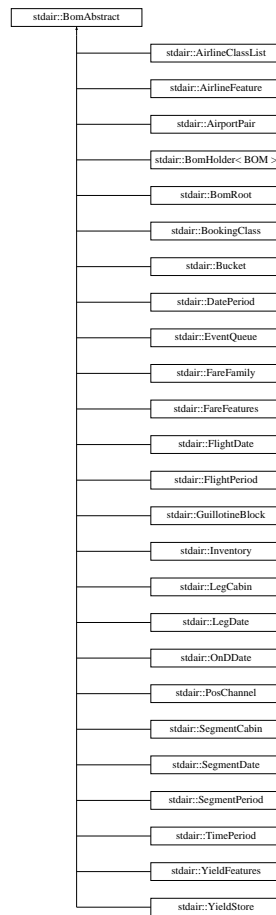 stdair::BomAbstract
stdair::AirlineClassList
stdair::AirlineFeature
stdair::AirportPair
stdair::BomHolder< BOM >
stdair::BomRoot
stdair::BookingClass
stdair::Bucket
stdair::DatePeriod
stdair::EventQueue
stdair::FareFamily
stdair::FareFeatures
stdair::FlightDate
stdair::FlightPeriod
stdair::GuillotineBlock
stdair::Inventory
stdair::LegCabin
stdair::LegDate
stdair::OnDDate
stdair::PosChannel
stdair::SegmentCabin
stdair::SegmentDate
stdair::SegmentPeriod
stdair::TimePeriod
stdair::YieldFeatures
stdair::YieldStore